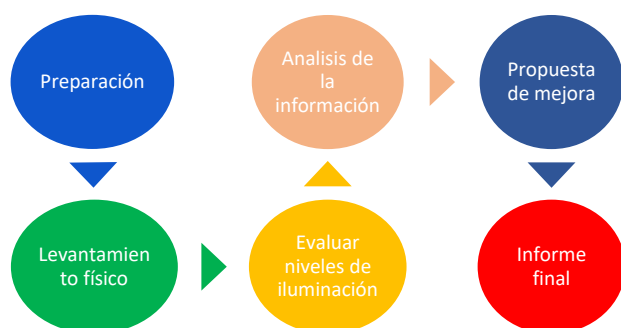 Preparación
Levantamien
to físico
Evaluar
niveles de
iluminación
Analisis de
la
información
Propuesta
de mejora
Informe
final